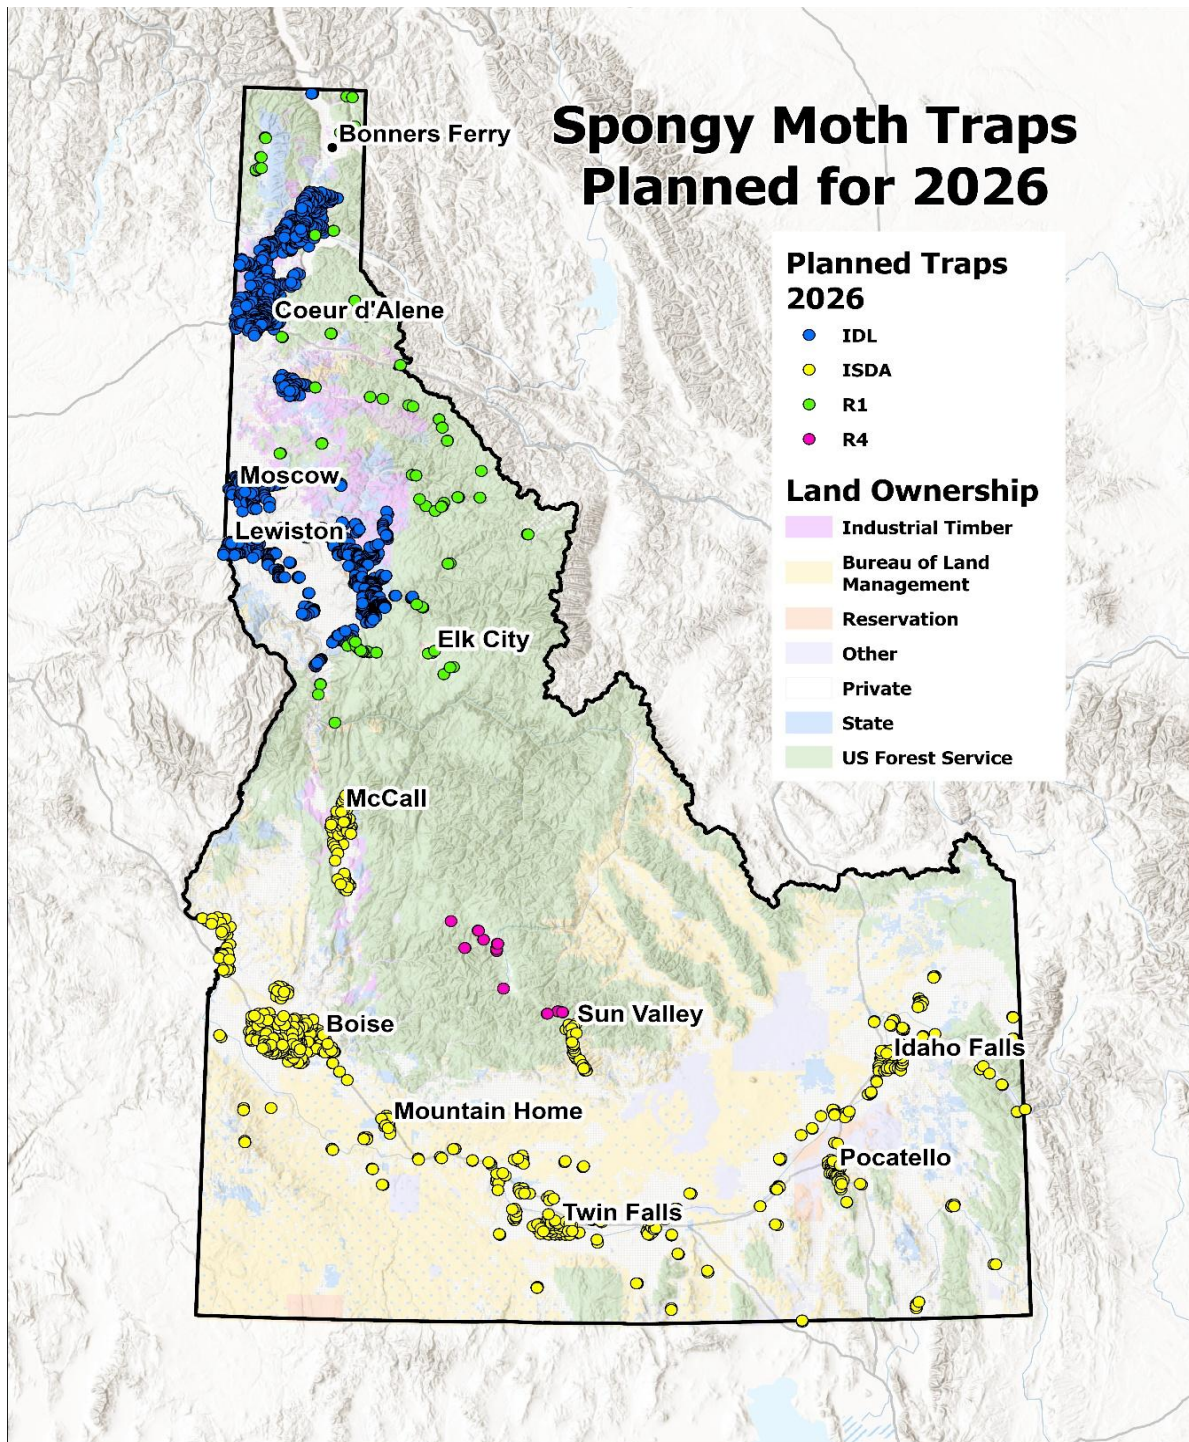 Spongy Moth Traps
Planned for 2026
Planned Traps
2026
IDL
ISDA
R1
R4
Land Ownership
Industrial Timber
Bureau of Land
Management
Reservation
Other
Private
State
US Forest Service
Bonners Ferry
Coeur d'Alene
Moscow
Lewiston
Elk City
McCall
Sun Valley
Boise
Idaho Falls
Mountain Home
Pocatello
Twin Falls